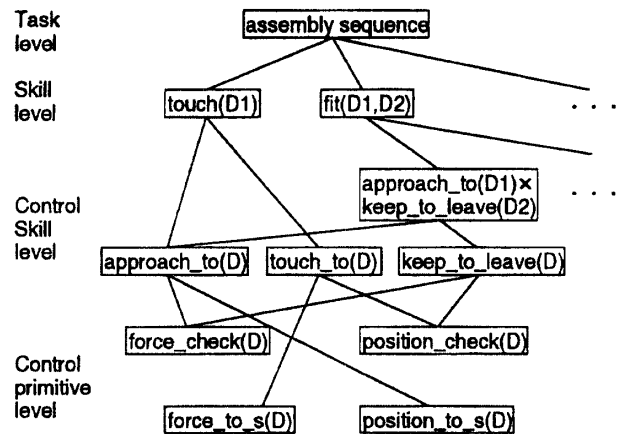 Task
level
assembly sequence
Skill
level
touch(D1)
fit(D1,D2)
. . .
approach_to(D1)×
keep_to_leave(D2)
. . .
Control
Skill
level
approach_to(D)
touch_to(D)
keep_to_leave(D)
force_check(D)
position_check(D)
Control
primitive
level
force_to_s(D)
position_to_s(D)